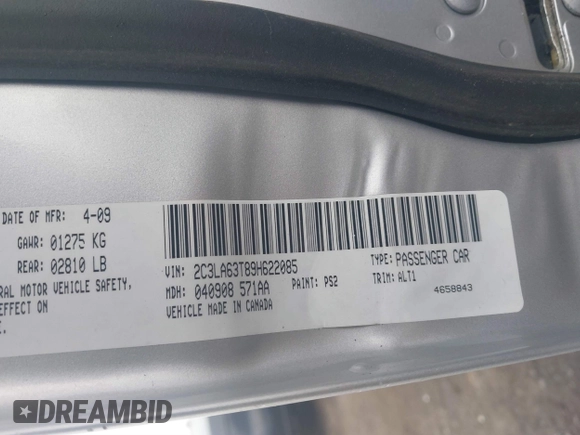 DATE OF MFR: 4-09
GAWR: 01275 KG
REAR: 02810 LB
RAL MOTOR VEHICLE SAFETY,
EFFECT ON
E.
VIN: 2C3LA63T89H622085
MDH: 040908 571AA PAINT: PS2
VEHICLE MADE IN CANADA
TYPE: PASSENGER CAR
TRIM: ALT1
4658843
DREAMBID